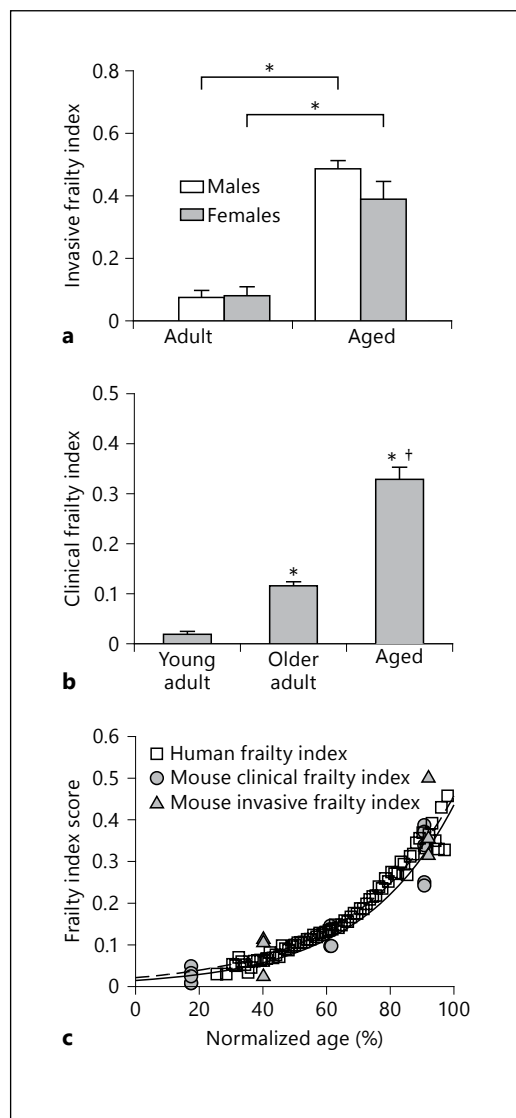 *
*
0.8
0.6
0.4
0.2
0
Invasive frailty index
Males
Females
Adult
Aged
a
0.5
0.4
0.3
0.2
0.1
0
Clinical frailty index
*
* †
Young
adult
Older
adult
Aged
b
0.6
0.5
0.4
0.3
0.2
0.1
0
Frailty index score
Human frailty index
Mouse clinical frailty index
Mouse invasive frailty index
0 20 40 60 80 100
Normalized age (%)
c